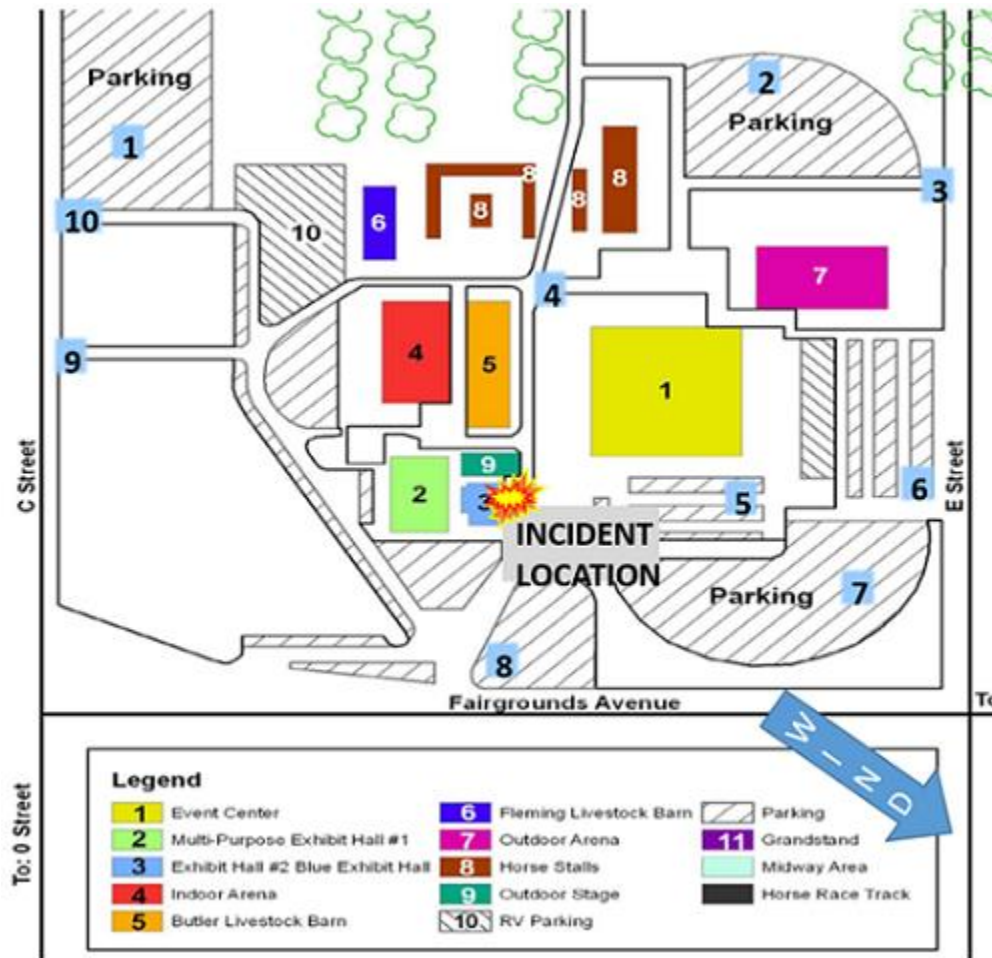 Parking
1
2
Parking
3
10
10
6
8
8
8
8
7
4
4
5
1
9
2
9
3
5
6
INCIDENT
LOCATION
Parking
7
8
C Street
E Street
Fairgrounds Avenue
To
WIND
To: 0 Street
Legend
1 Event Center
2 Multi-Purpose Exhibit Hall #1
3 Exhibit Hall #2 Blue Exhibit Hall
4 Indoor Arena
5 Butler Livestock Barn
6 Fleming Livestock Barn
7 Outdoor Arena
8 Horse Stalls
9 Outdoor Stage
10 RV Parking
Parking
11 Grandstand
Midway Area
Horse Race Track